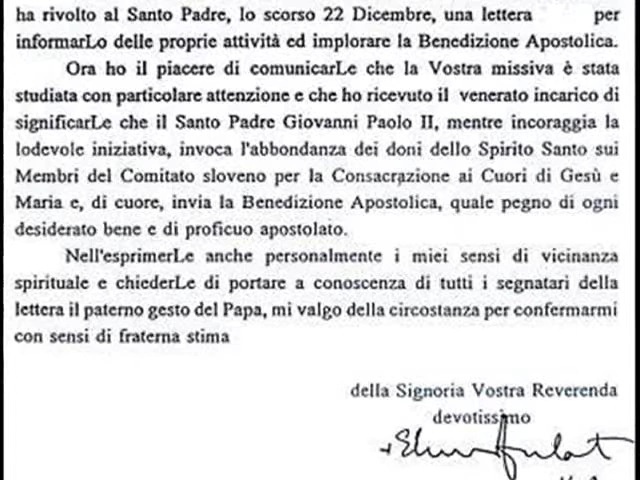 ha rivolto al Santo Padre, lo scorso 22 Dicembre, una lettera per
informarLo delle proprie attività ed implorare la Benedizione Apostolica.
Ora ho il piacere di comunicarLe che la Vostra missiva è stata
studiata con particolare attenzione e che ho ricevuto il venerato incarico di
significarLe che il Santo Padre Giovanni Paolo II, mentre incoraggia la
lodevole iniziativa, invoca l'abbondanza dei doni dello Spirito Santo sui
Membri del Comitato sloveno per la Consacrazione ai Cuori di Gesù e
Maria e, di cuore, invia la Benedizione Apostolica, quale pegno di ogni
desiderato bene e di proficuo apostolato.
Nell'esprimerLe anche personalmente i miei sensi di vicinanza
spirituale e chiederLe di portare a conoscenza di tutti i segnatari della
lettera il paterno gesto del Papa, mi valgo della circostanza per confermarmi
con sensi di fraterna stima
della Signoria Vostra Reverenda
devotissimo